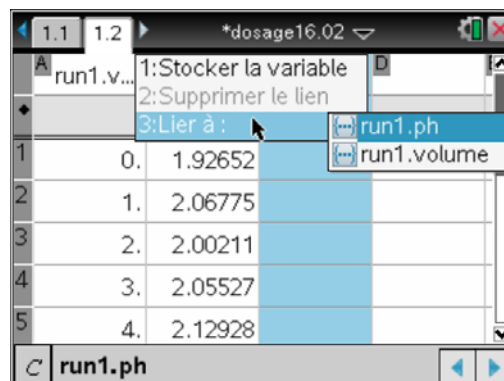 1.1 1.2 *dosage16.02
A run1.v... D
1:Stocker la variable
2:Supprimer le lien
3:Lier à :
run1.ph
run1.volume
1 0. 1.92652
2 1. 2.06775
3 2. 2.00211
4 3. 2.05527
5 4. 2.12928
C run1.ph